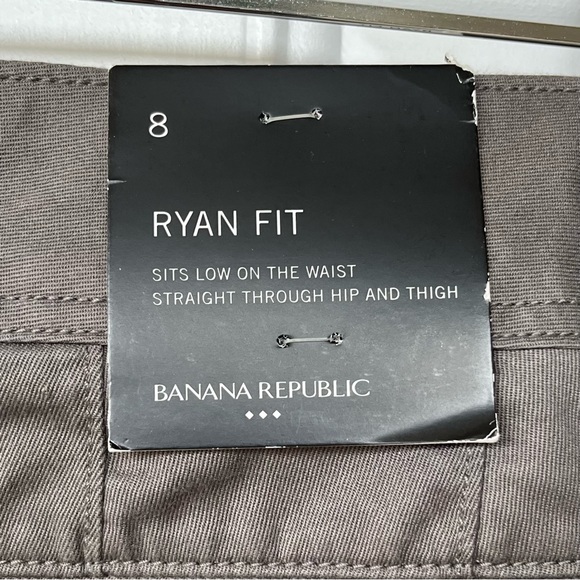 8
RYAN FIT
SITS LOW ON THE WAIST
STRAIGHT THROUGH HIP AND THIGH
BANANA REPUBLIC